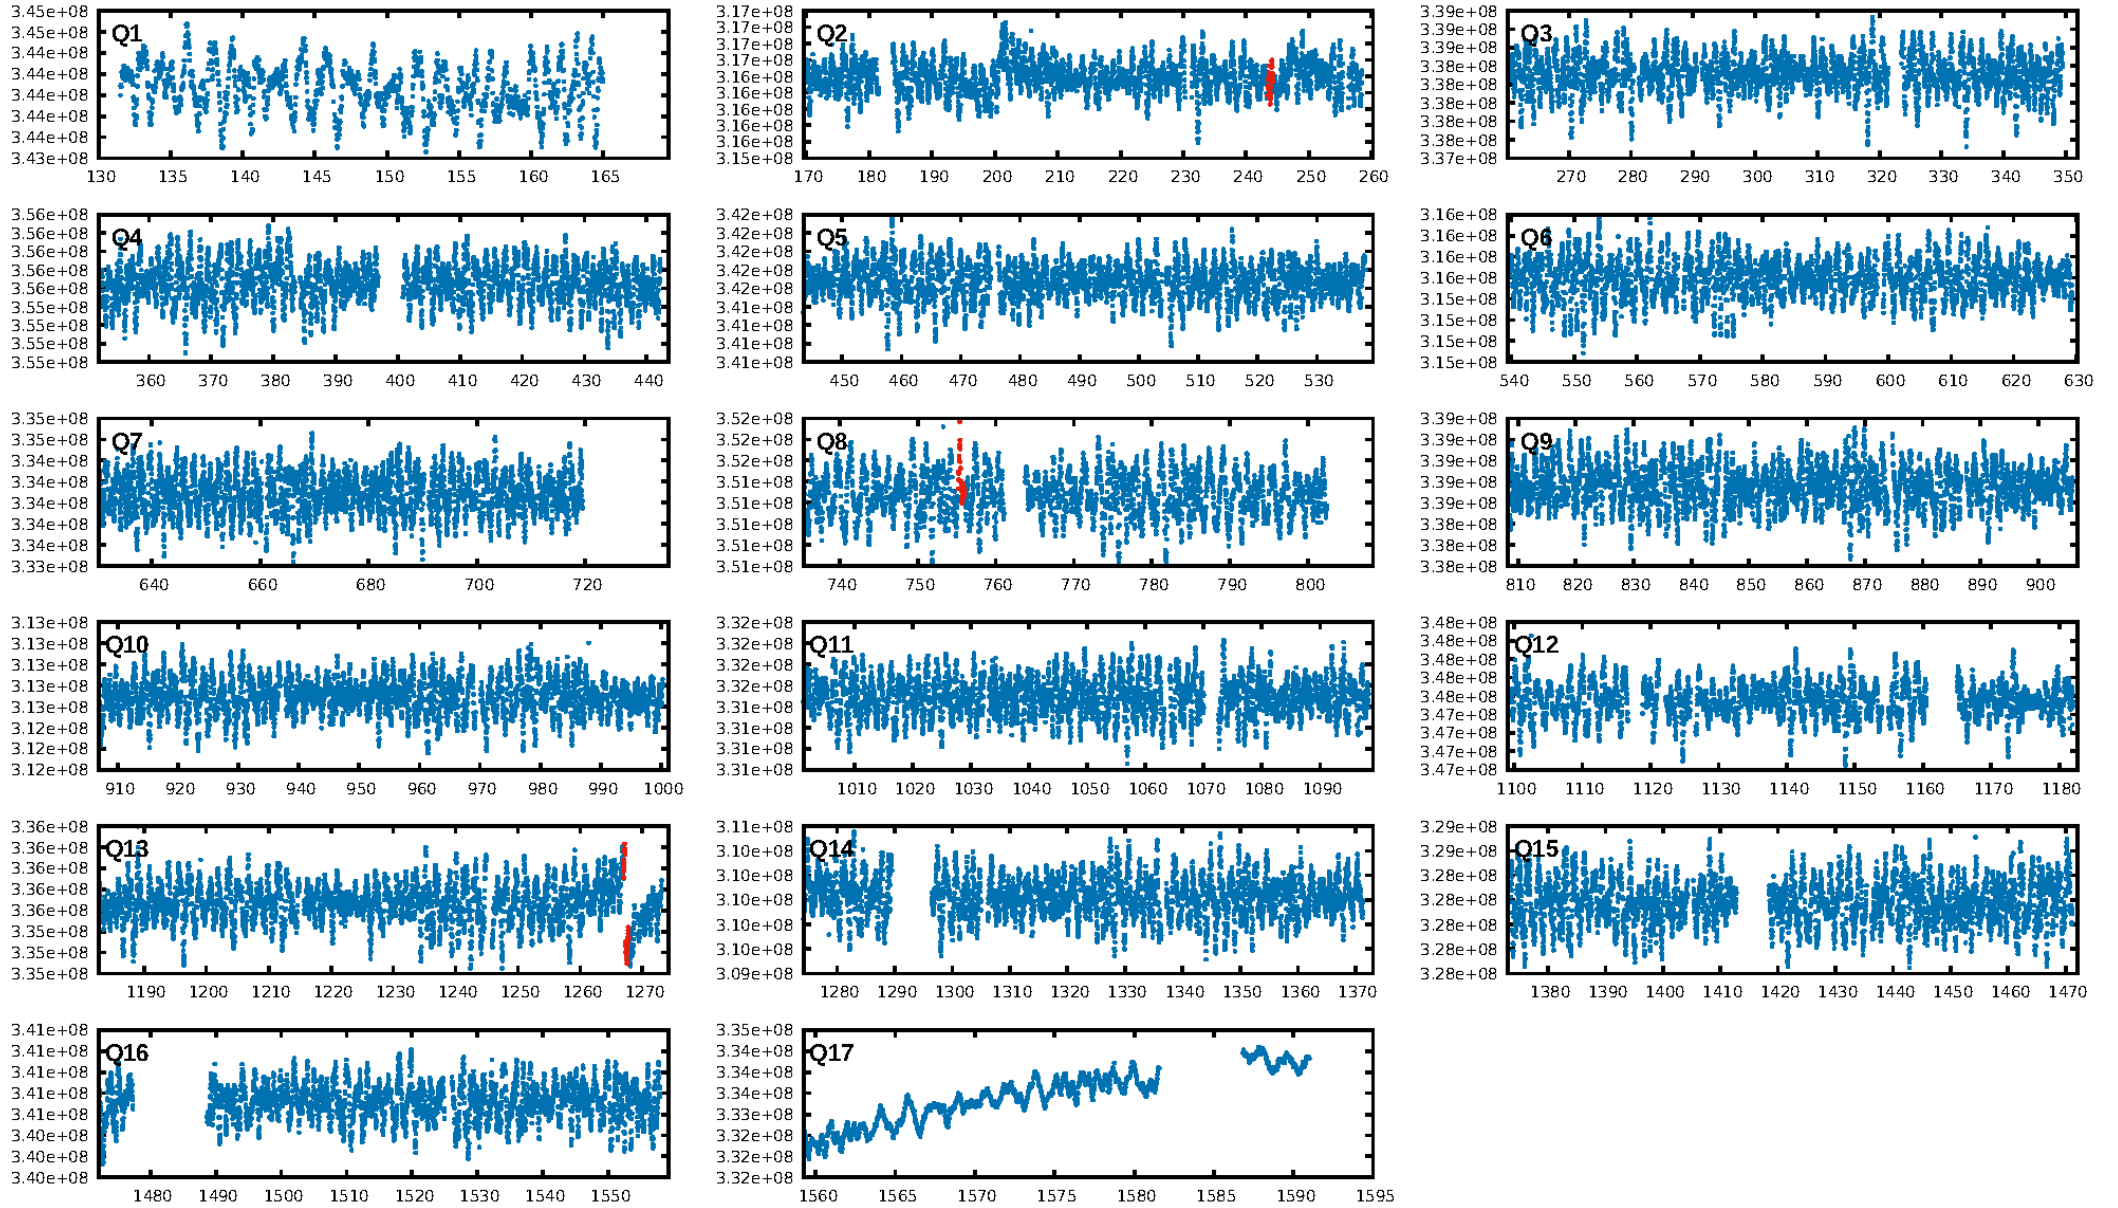 3.45e+08
3.45e+08
3.44e+08
3.44e+08
3.44e+08
3.44e+08
3.44e+08
3.43e+08
Q1
130 135 140 145 150 155 160 165
3.17e+08
3.17e+08
3.17e+08
3.17e+08
3.16e+08
3.16e+08
3.16e+08
3.16e+08
3.16e+08
3.15e+08
Q2
170 180 190 200 210 220 230 240 250 260
3.39e+08
3.39e+08
3.39e+08
3.38e+08
3.38e+08
3.38e+08
3.38e+08
3.38e+08
3.37e+08
Q3
270 280 290 300 310 320 330 340 350
3.56e+08
3.56e+08
3.56e+08
3.56e+08
3.56e+08
3.55e+08
3.55e+08
3.55e+08
3.55e+08
Q4
360 370 380 390 400 410 420 430 440
3.42e+08
3.42e+08
3.42e+08
3.42e+08
3.42e+08
3.41e+08
3.41e+08
3.41e+08
3.41e+08
Q5
450 460 470 480 490 500 510 520 530
3.16e+08
3.16e+08
3.16e+08
3.16e+08
3.15e+08
3.15e+08
3.15e+08
3.15e+08
Q6
540 550 560 570 580 590 600 610 620 630
3.35e+08
3.35e+08
3.34e+08
3.34e+08
3.34e+08
3.34e+08
3.34e+08
3.33e+08
Q7
640 660 680 700 720
3.52e+08
3.52e+08
3.52e+08
3.51e+08
3.51e+08
3.51e+08
3.51e+08
3.51e+08
Q8
740 750 760 770 780 790 800
3.39e+08
3.39e+08
3.39e+08
3.39e+08
3.39e+08
3.38e+08
3.38e+08
3.38e+08
Q9
810 820 830 840 850 860 870 880 890 900
3.13e+08
3.13e+08
3.13e+08
3.13e+08
3.13e+08
3.12e+08
3.12e+08
3.12e+08
Q10
910 920 930 940 950 960 970 980 990 1000
3.32e+08
3.32e+08
3.32e+08
3.32e+08
3.31e+08
3.31e+08
3.31e+08
3.31e+08
Q11
1010 1020 1030 1040 1050 1060 1070 1080 1090
3.48e+08
3.48e+08
3.48e+08
3.48e+08
3.48e+08
3.47e+08
3.47e+08
3.47e+08
3.47e+08
Q12
1100 1110 1120 1130 1140 1150 1160 1170 1180
3.36e+08
3.36e+08
3.36e+08
3.36e+08
3.36e+08
3.35e+08
3.35e+08
3.35e+08
Q13
1190 1200 1210 1220 1230 1240 1250 1260 1270
3.11e+08
3.10e+08
3.10e+08
3.10e+08
3.10e+08
3.10e+08
3.09e+08
Q14
1280 1290 1300 1310 1320 1330 1340 1350 1360 1370
3.29e+08
3.29e+08
3.28e+08
3.28e+08
3.28e+08
3.28e+08
3.28e+08
Q15
1380 1390 1400 1410 1420 1430 1440 1450 1460 1470
3.41e+08
3.41e+08
3.41e+08
3.41e+08
3.41e+08
3.40e+08
3.40e+08
3.40e+08
Q16
1480 1490 1500 1510 1520 1530 1540 1550
3.35e+08
3.34e+08
3.34e+08
3.34e+08
3.33e+08
3.32e+08
3.32e+08
3.32e+08
Q17
1560 1565 1570 1575 1580 1585 1590 1595